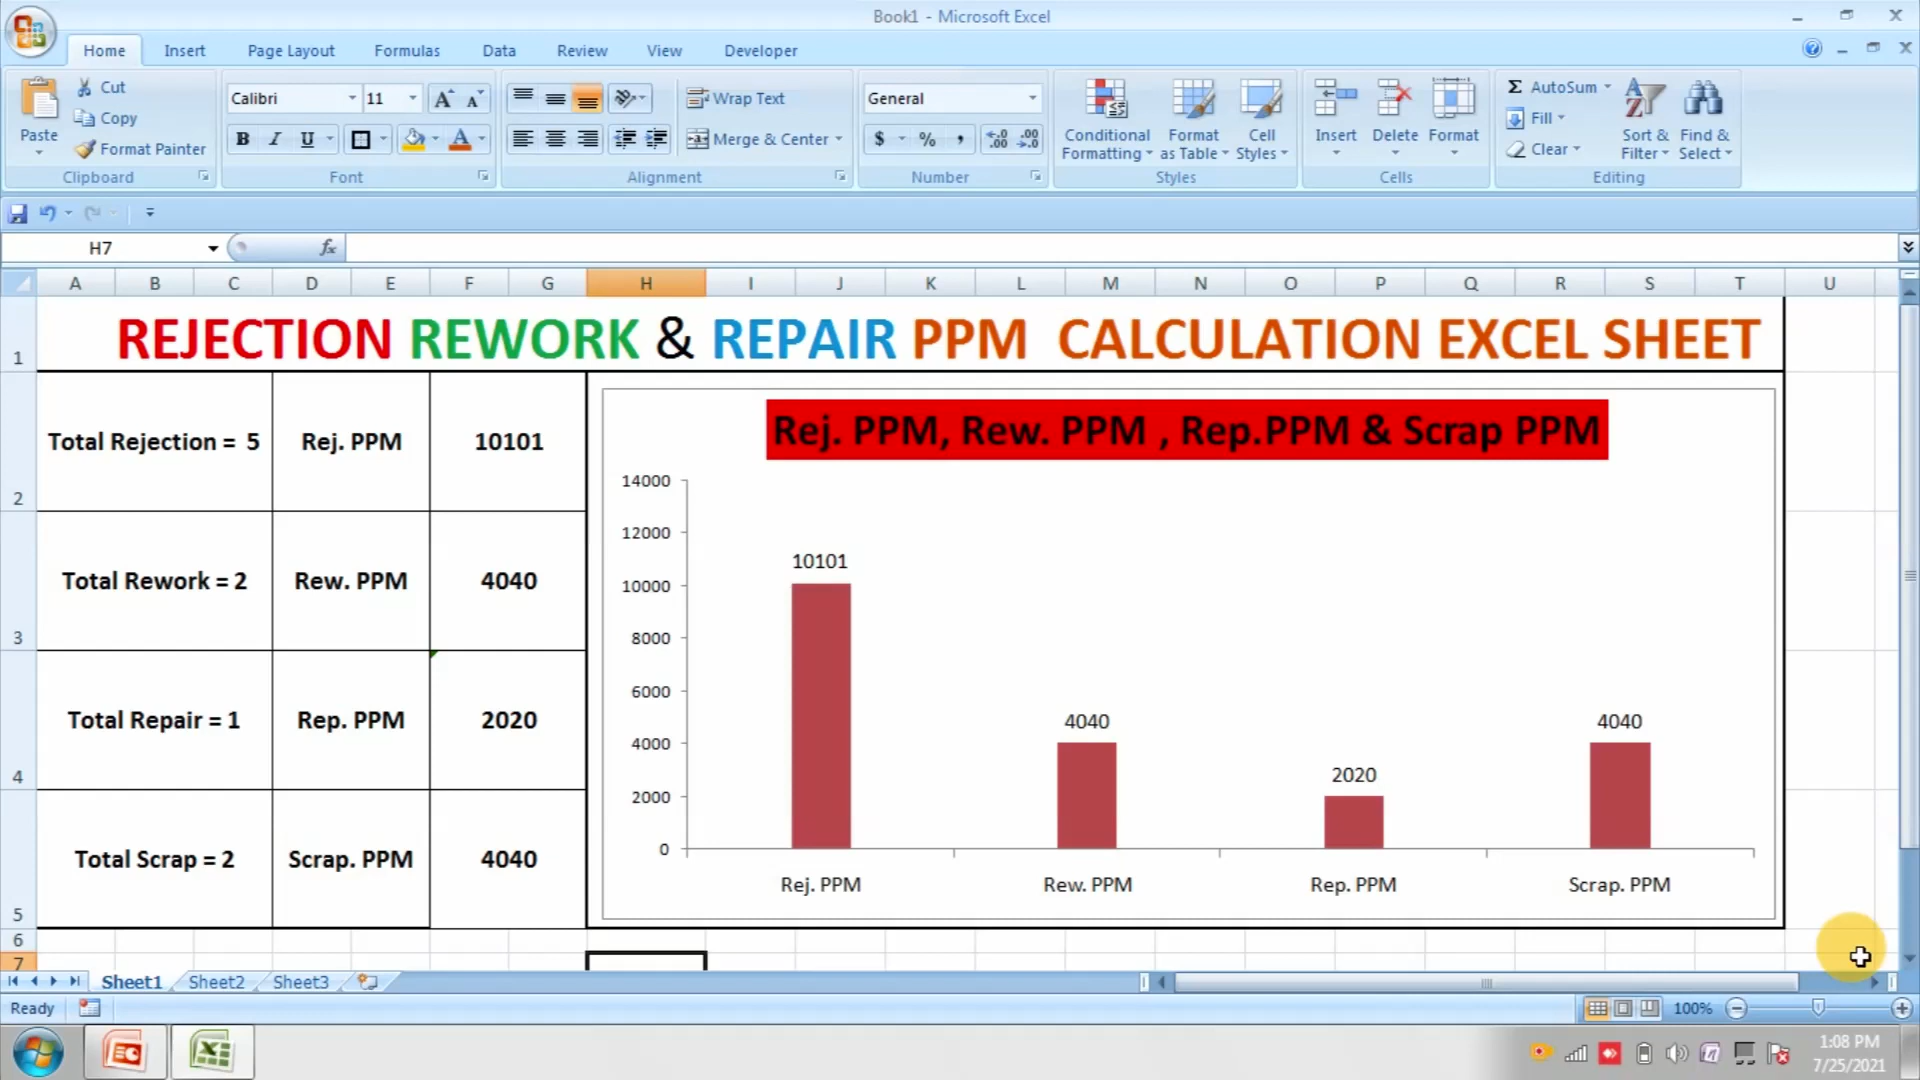 Book1 - Microsoft Excel
Home Insert Page Layout Formulas Data Review View Developer
Paste
Cut
Copy
Format Painter
Clipboard
Calibri 11
B I U
Font
Wrap Text
Merge & Center
Alignment
General
$ % ,
Number
Conditional Formatting
Format as Table
Cell Styles
Styles
Insert Delete Format
Cells
AutoSum
Fill
Clear
Sort & Filter
Find & Select
Editing
H7 fx
A B C D E F G H I J K L M N O P Q R S T U
1 REJECTION REWORK & REPAIR PPM CALCULATION EXCEL SHEET
2 Total Rejection = 5 Rej. PPM 10101
3 Total Rework = 2 Rew. PPM 4040
4 Total Repair = 1 Rep. PPM 2020
5 Total Scrap = 2 Scrap. PPM 4040
6
7
Rej. PPM, Rew. PPM , Rep.PPM & Scrap PPM
14000
12000
10000
8000
6000
4000
2000
0
10101
4040
2020
4040
Rej. PPM Rew. PPM Rep. PPM Scrap. PPM
Sheet1 Sheet2 Sheet3
Ready 100%
1:08 PM
7/25/2021